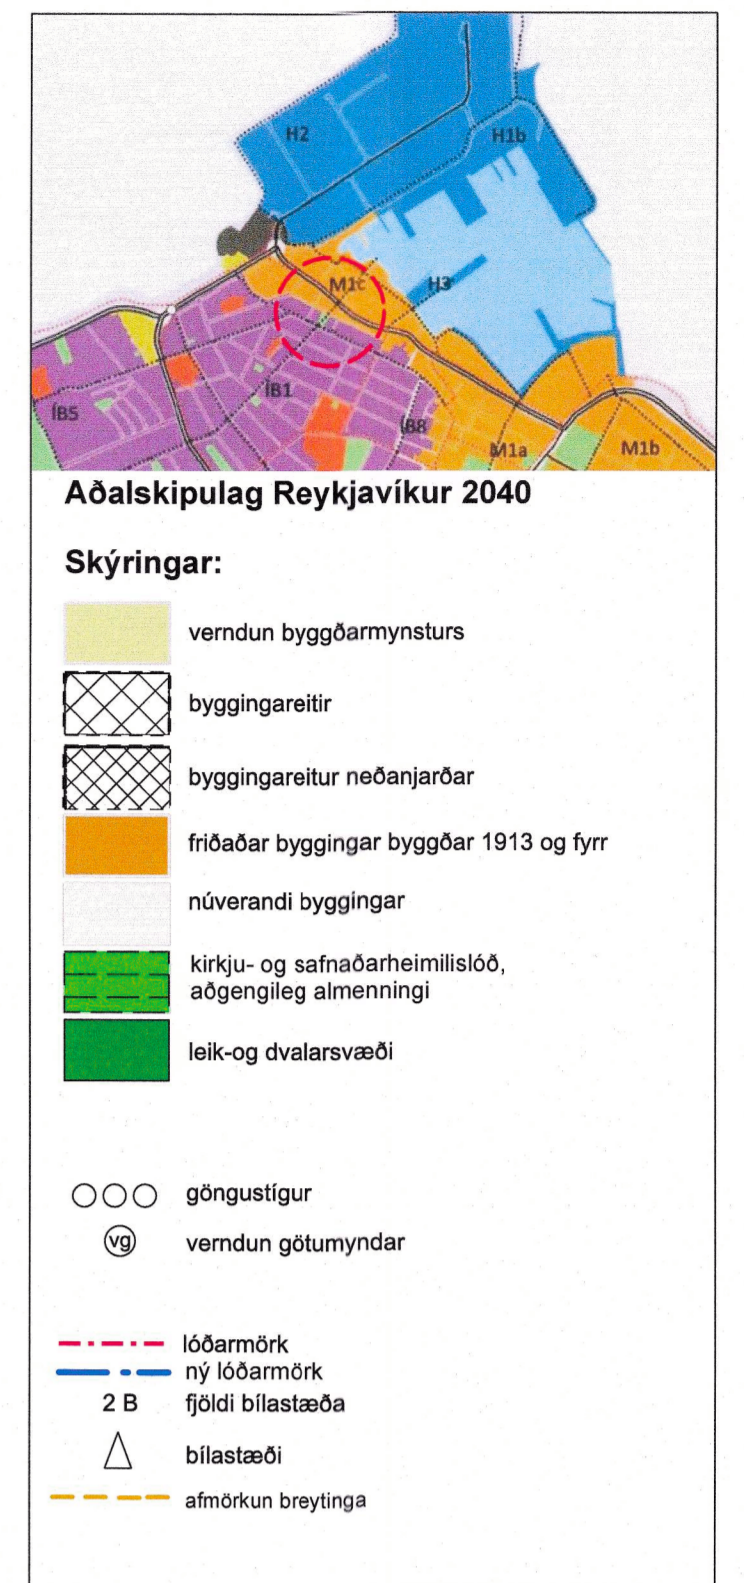 H2
H1b
M1c
H3
ÍB1
ÍB5
ÍB8
M1a
M1b
Aðalskipulag Reykjavíkur 2040
Skýringar:
verndun byggðarmynsturs
byggingareitir
byggingareitur neðanjarðar
friðaðar byggingar byggðar 1913 og fyrr
núverandi byggingar
kirkju- og safnaðarheimilislóð,
aðgengileg almenningi
leik-og dvalarsvæði
göngustígur
vg verndun götumyndar
lóðarmörk
ný lóðarmörk
2 B fjöldi bílastæða
bílastæði
afmörkun breytinga